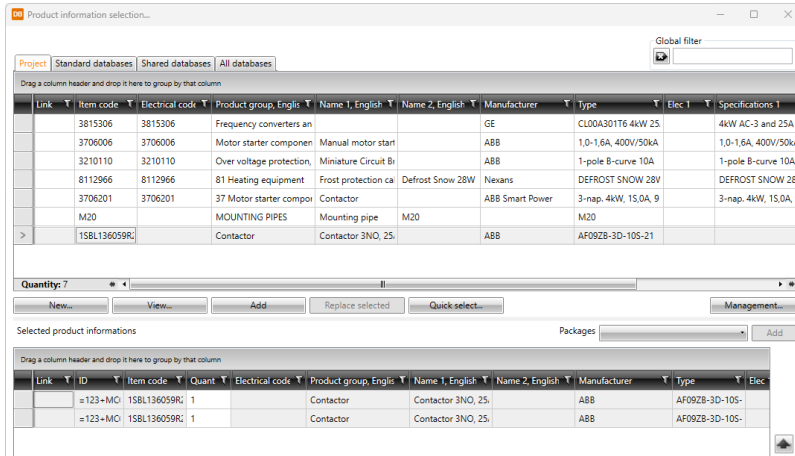 DB Product information selection...
Global filter
Project Standard databases Shared databases All databases
Drag a column header and drop it here to group by that column
Link Item code Electrical code Product group, Englis Name 1, English Name 2, English Manufacturer Type Elec 1 Specifications 1
3815306 3815306 Frequency converters an GE CL00A301T6 4kW 25. 4kW AC-3 and 25A
3706006 3706006 Motor starter componen Manual motor start ABB 1,0-1,6A, 400V/50kA 1,0-1,6A, 400V/50k
3210110 3210110 Over voltage protection, Miniature Circuit Br ABB 1-pole B-curve 10A 1-pole B-curve 10A
8112966 8112966 81 Heating equipment Frost protection cal Defrost Snow 28W Nexans DEFROST SNOW 28V DEFROST SNOW 28
3706201 3706201 37 Motor starter compor Contactor ABB Smart Power 3-nap. 4kW, 1S,0A, 9 3-nap. 4kW, 1S,0A,
M20 MOUNTING PIPES Mounting pipe M20 M20
> 1SBL136059R2 Contactor Contactor 3NO, 25. ABB AF09ZB-3D-10S-21
Quantity: 7
New... View... Add Replace selected Quick select... Management...
Selected product informations Packages Add
Drag a column header and drop it here to group by that column
Link ID Item code Quant Electrical code Product group, Englis Name 1, English Name 2, English Manufacturer Type Elec
=123+MC 1SBL136059R2 1 Contactor Contactor 3NO, 25. ABB AF09ZB-3D-10S-
=123+MC 1SBL136059R2 1 Contactor Contactor 3NO, 25. ABB AF09ZB-3D-10S-